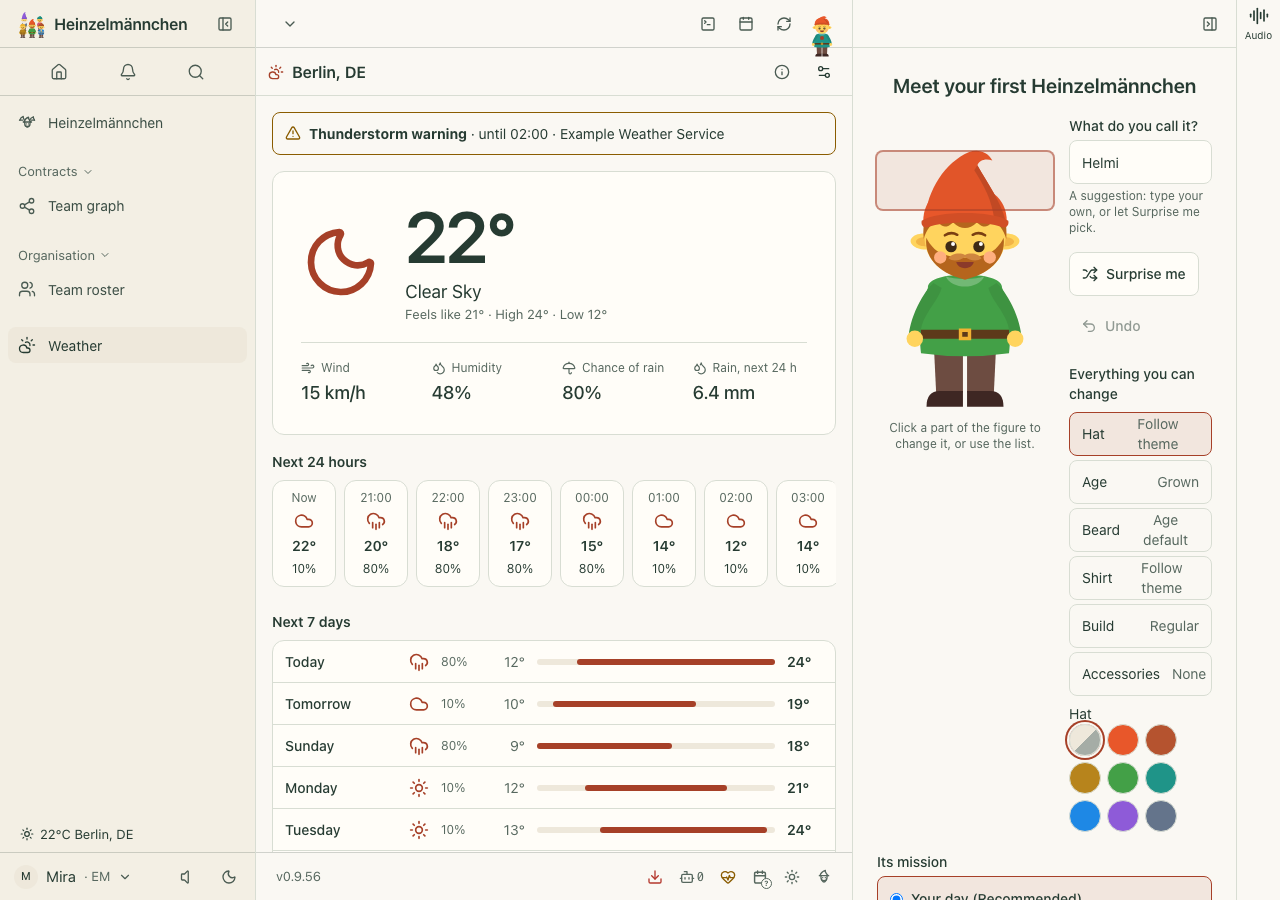 Heinzelmännchen
Audio
Berlin, DE
Heinzelmännchen
Contracts
Team graph
Organisation
Team roster
Weather
22°C Berlin, DE
M Mira · EM
Thunderstorm warning · until 02:00 · Example Weather Service
22°
Clear Sky
Feels like 21° · High 24° · Low 12°
Wind Humidity Chance of rain Rain, next 24 h
15 km/h 48% 80% 6.4 mm
Next 24 hours
Now 21:00 22:00 23:00 00:00 01:00 02:00 03:00
22° 20° 18° 17° 15° 14° 12° 14°
10% 80% 80% 80% 80% 10% 10% 10%
Next 7 days
Today 80% 12° 24°
Tomorrow 10% 10° 19°
Sunday 80% 9° 18°
Monday 10% 12° 21°
Tuesday 10% 13° 24°
v0.9.56
0
?
Meet your first Heinzelmännchen
Click a part of the figure to
change it, or use the list.
What do you call it?
Helmi
A suggestion: type your
own, or let Surprise me
pick.
Surprise me
Undo
Everything you can
change
Hat Follow
theme
Age Grown
Beard Age
default
Shirt Follow
theme
Build Regular
Accessories None
Hat
Its mission
Your day (Recommended)